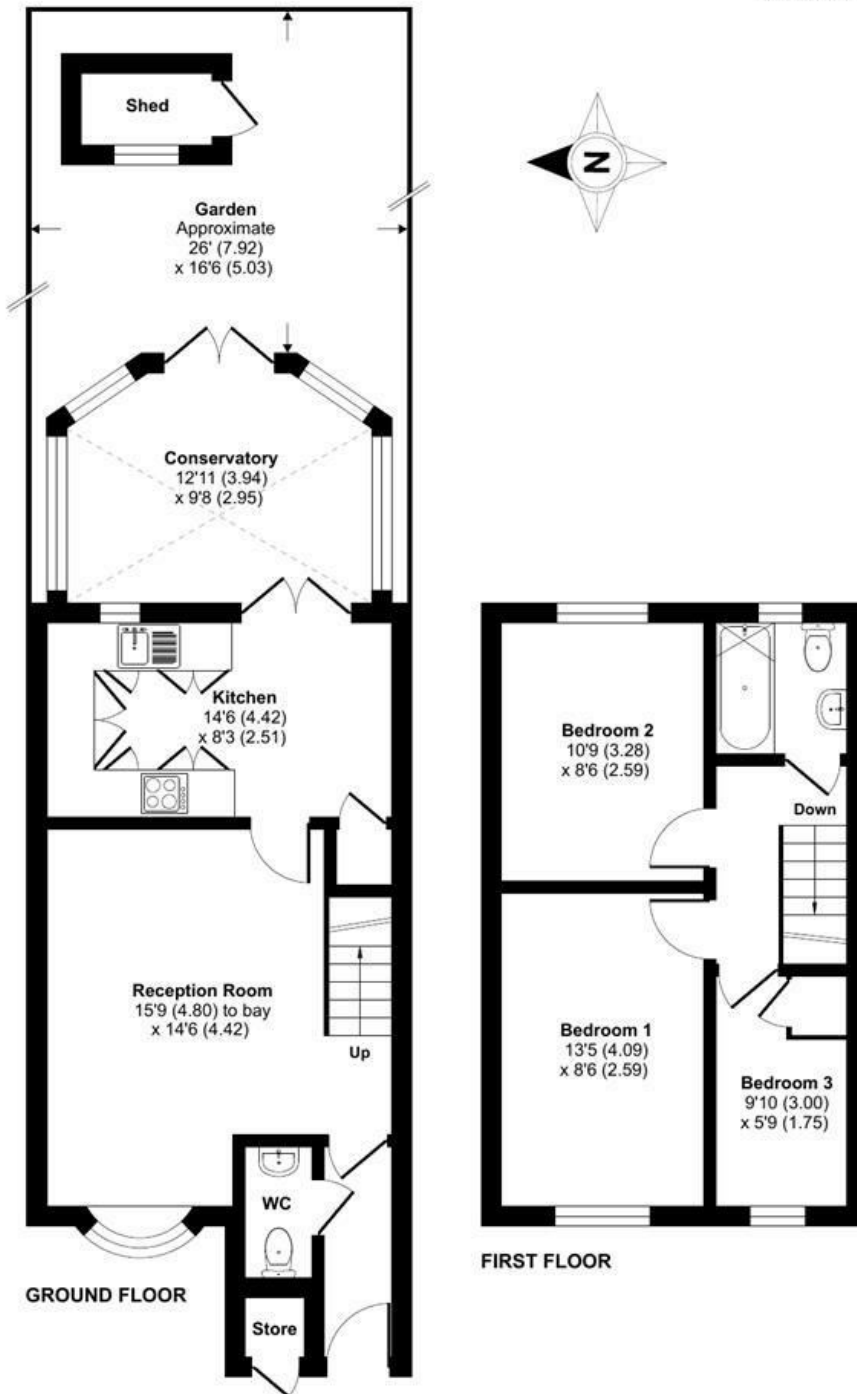 Shed
N
Garden
Approximate
26' (7.92)
x 16'6 (5.03)
Conservatory
12'11 (3.94)
x 9'8 (2.95)
Kitchen
14'6 (4.42)
x 8'3 (2.51)
Bedroom 2
10'9 (3.28)
x 8'6 (2.59)
Down
Reception Room
15'9 (4.80) to bay
x 14'6 (4.42)
Up
Bedroom 1
13'5 (4.09)
x 8'6 (2.59)
Bedroom 3
9'10 (3.00)
x 5'9 (1.75)
WC
Store
GROUND FLOOR
FIRST FLOOR